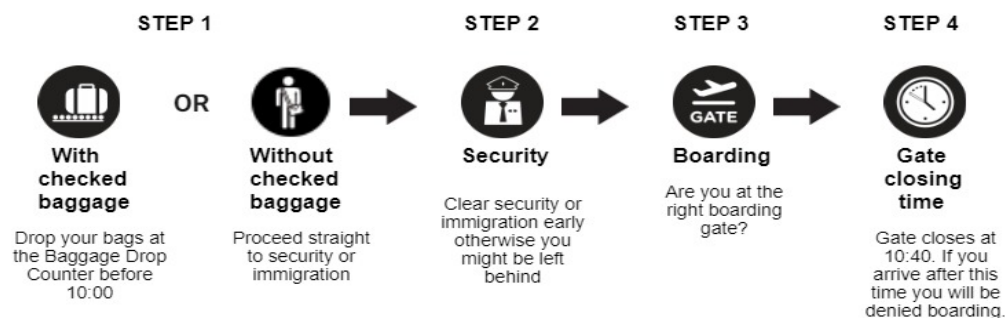 STEP 1
STEP 2
STEP 3
STEP 4
OR
GATE
With
checked
baggage
Drop your bags at
the Baggage Drop
Counter before
10:00
Without
checked
baggage
Proceed straight
to security or
immigration
Security
Clear security or
immigration early
otherwise you
might be left
behind
Boarding
Are you at the
right boarding
gate?
Gate
closing
time
Gate closes at
10:40. If you
arrive after this
time you will be
denied boarding.